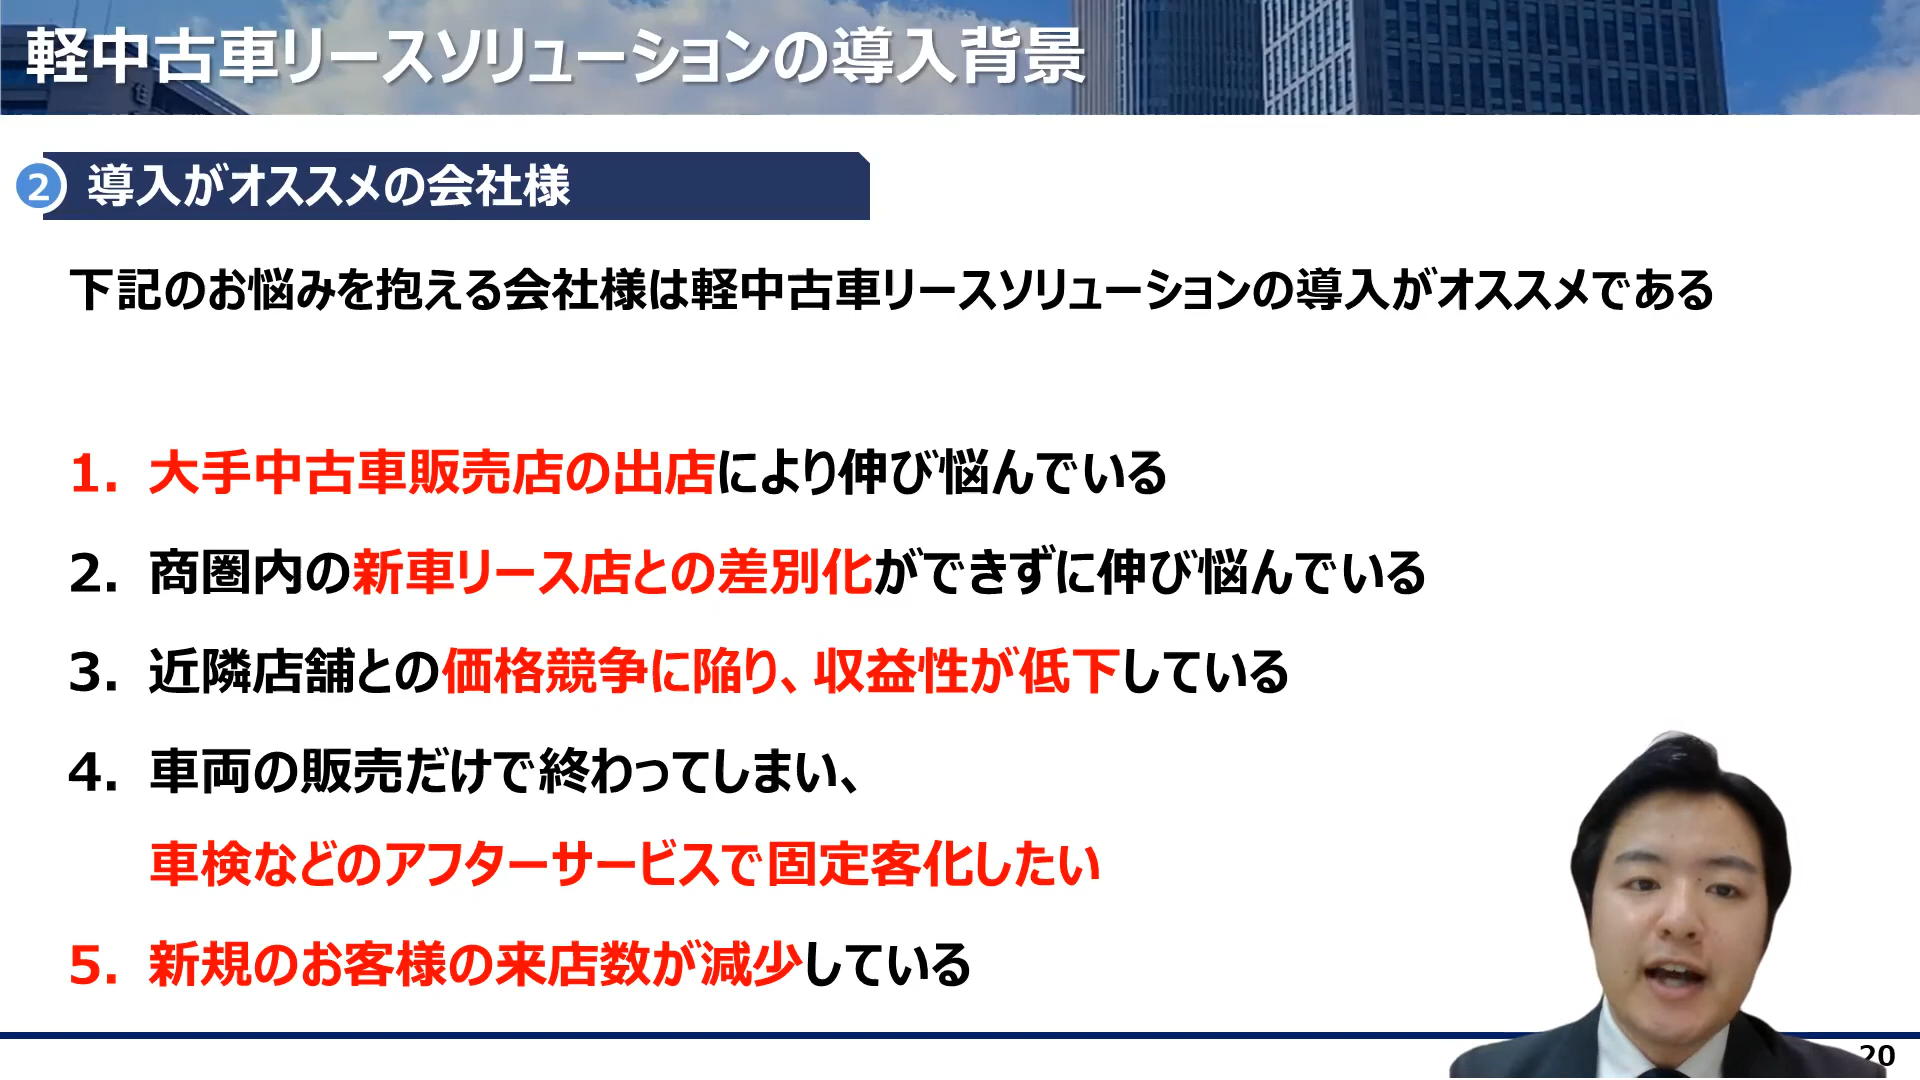 軽中古車リースソリューションの導入背景
2 導入がオススメの会社様
下記のお悩みを抱える会社様は軽中古車リースソリューションの導入がオススメである
1. 大手中古車販売店の出店により伸び悩んでいる
2. 商圏内の新車リース店との差別化ができずに伸び悩んでいる
3. 近隣店舗との価格競争に陥り、収益性が低下している
4. 車両の販売だけで終わってしまい、
車検などのアフターサービスで固定客化したい
5. 新規のお客様の来店数が減少している
20